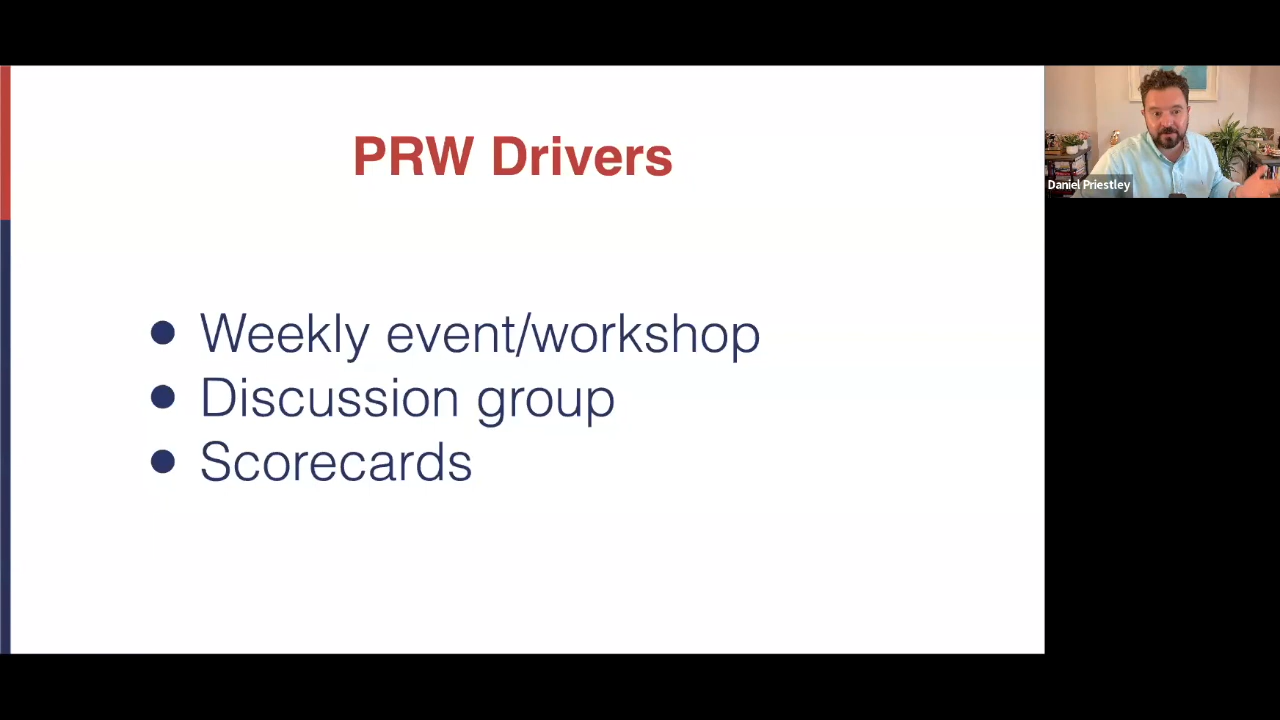 PRW Drivers
Daniel Priestley
● Weekly event/workshop
● Discussion group
● Scorecards